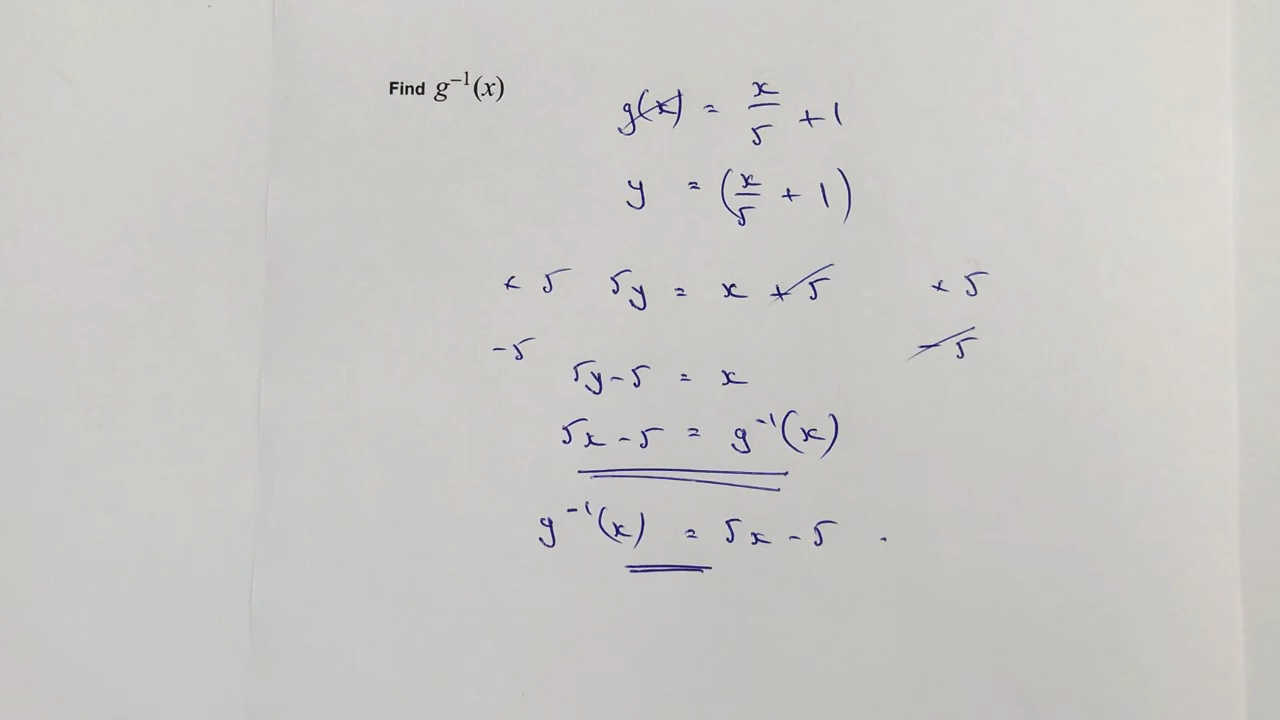 Find g⁻¹(x)
g(x) = x/5 + 1
y = (x/5 + 1)
× 5 5y = x + 5 × 5
-5 -5
5y - 5 = x
5x - 5 = g⁻¹(x)
g⁻¹(x) = 5x - 5 .